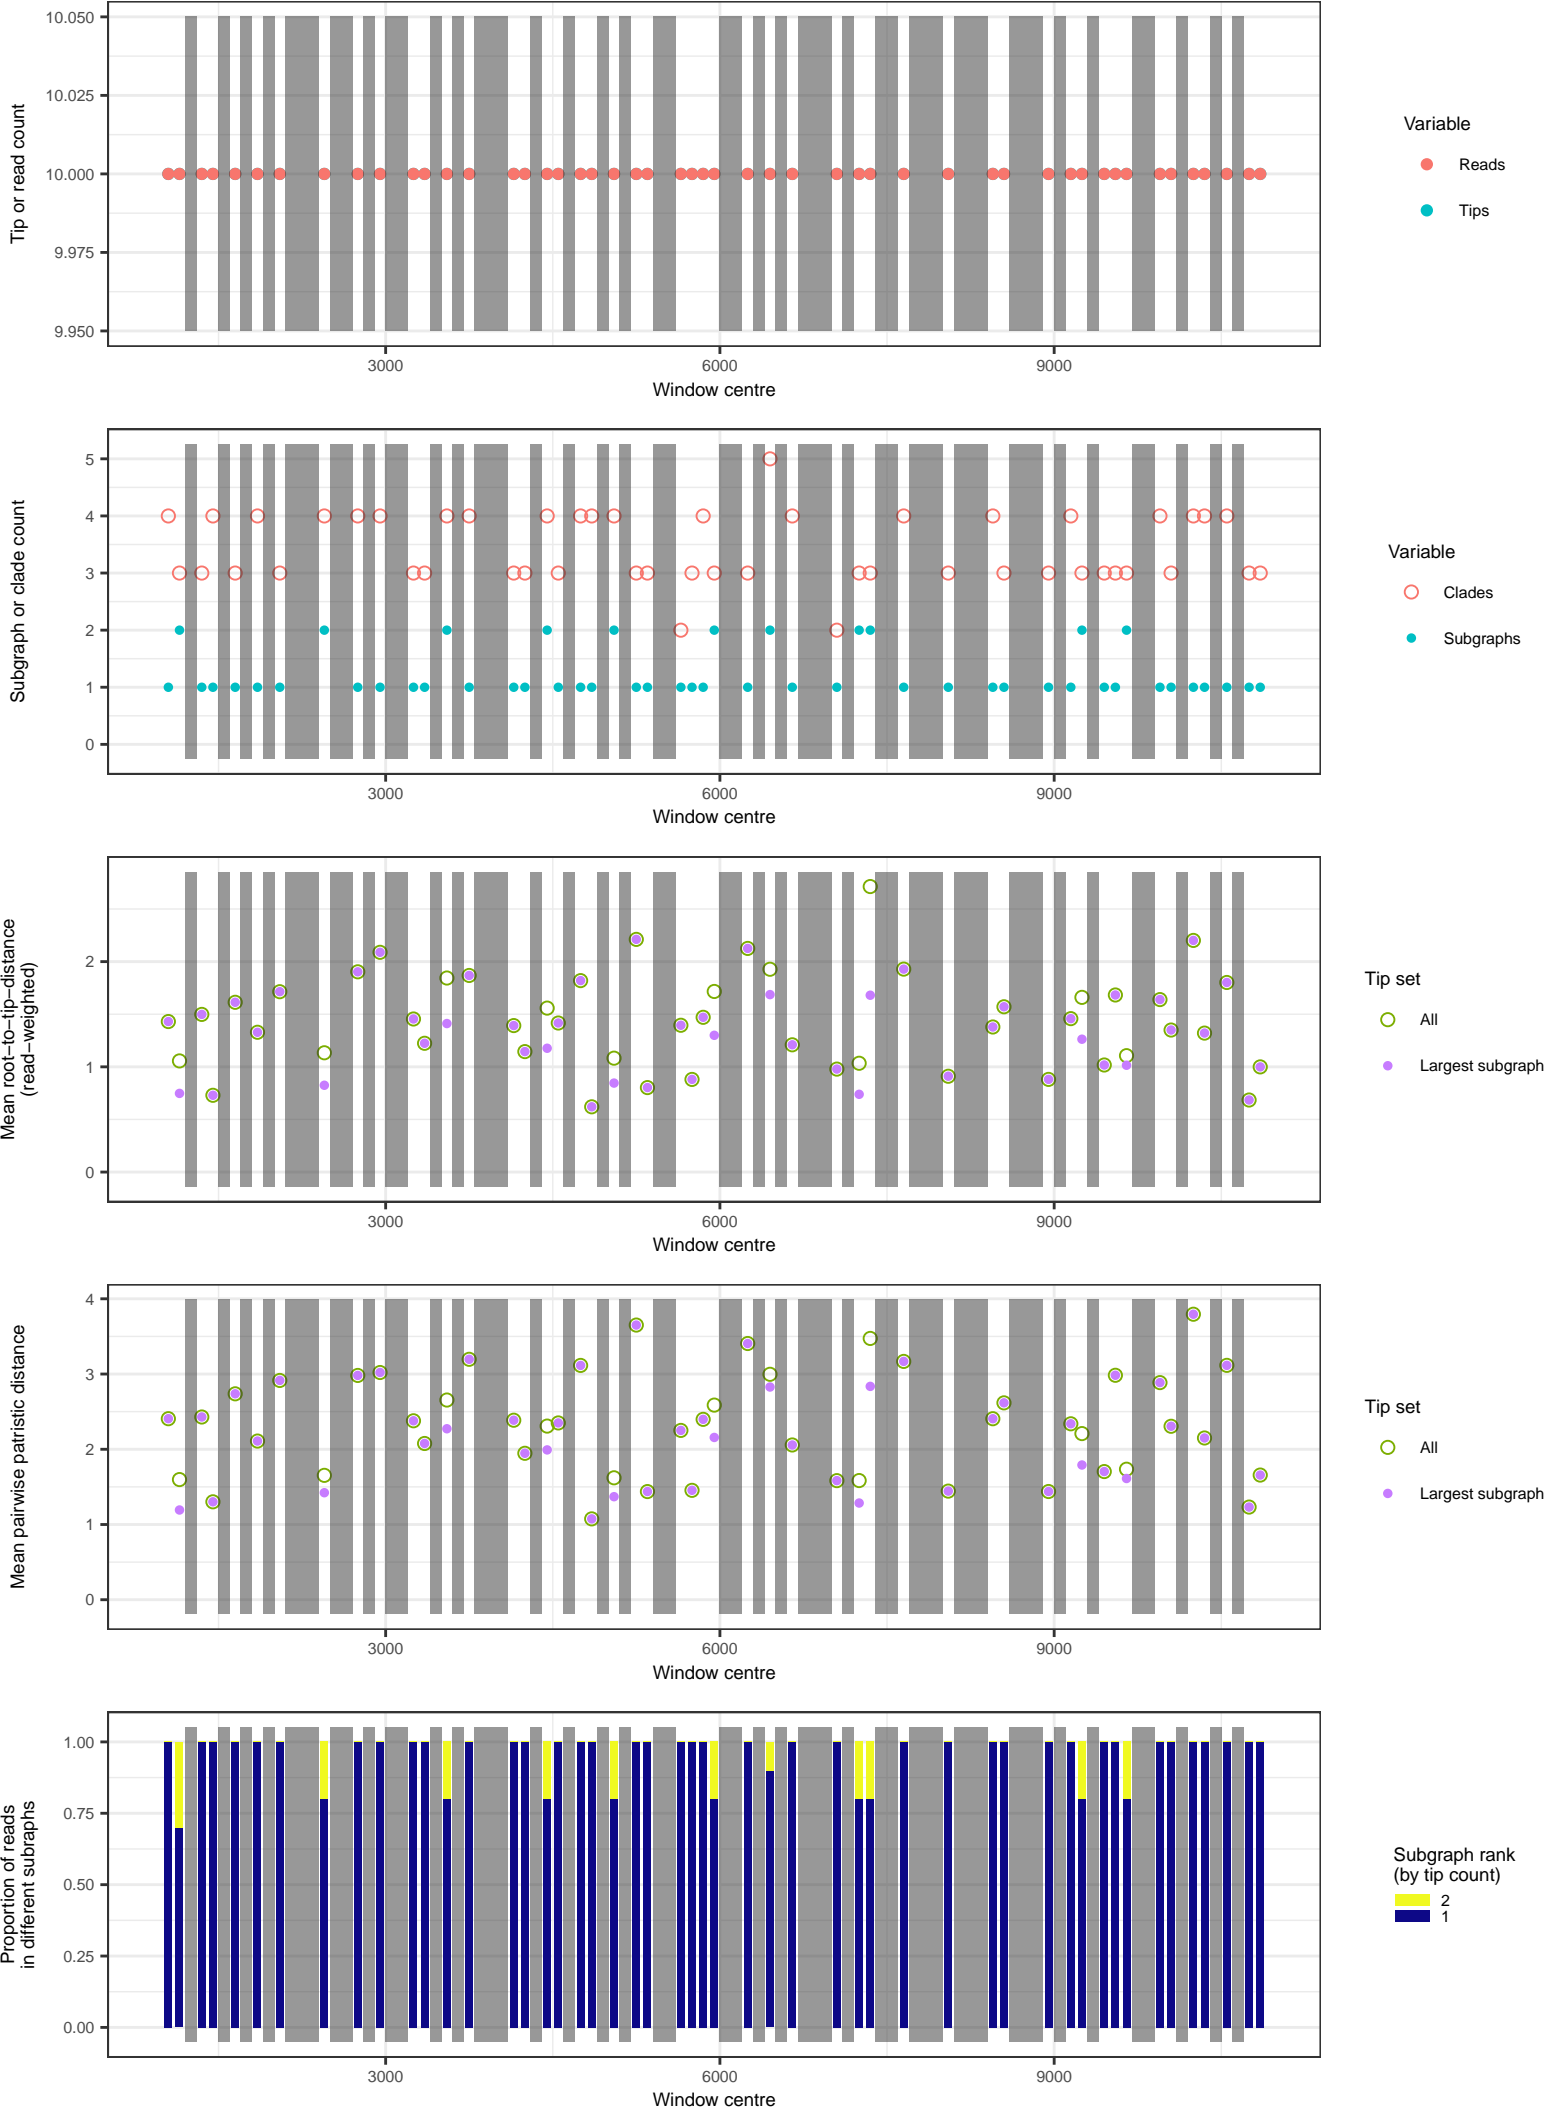 10.050
10.025
10.000
9.975
9.950
Tip or read count
3000
6000
9000
Window centre
Variable
Reads
Tips
5
4
3
2
1
0
Subgraph or clade count
3000
6000
9000
Window centre
Variable
Clades
Subgraphs
2
1
0
Mean root−to−tip−distance
(read−weighted)
3000
6000
9000
Window centre
Tip set
All
Largest subgraph
4
3
2
1
0
Mean pairwise patristic distance
3000
6000
9000
Window centre
Tip set
All
Largest subgraph
1.00
0.75
0.50
0.25
0.00
Proportion of reads
in different subraphs
3000
6000
9000
Window centre
Subgraph rank
(by tip count)
2
1